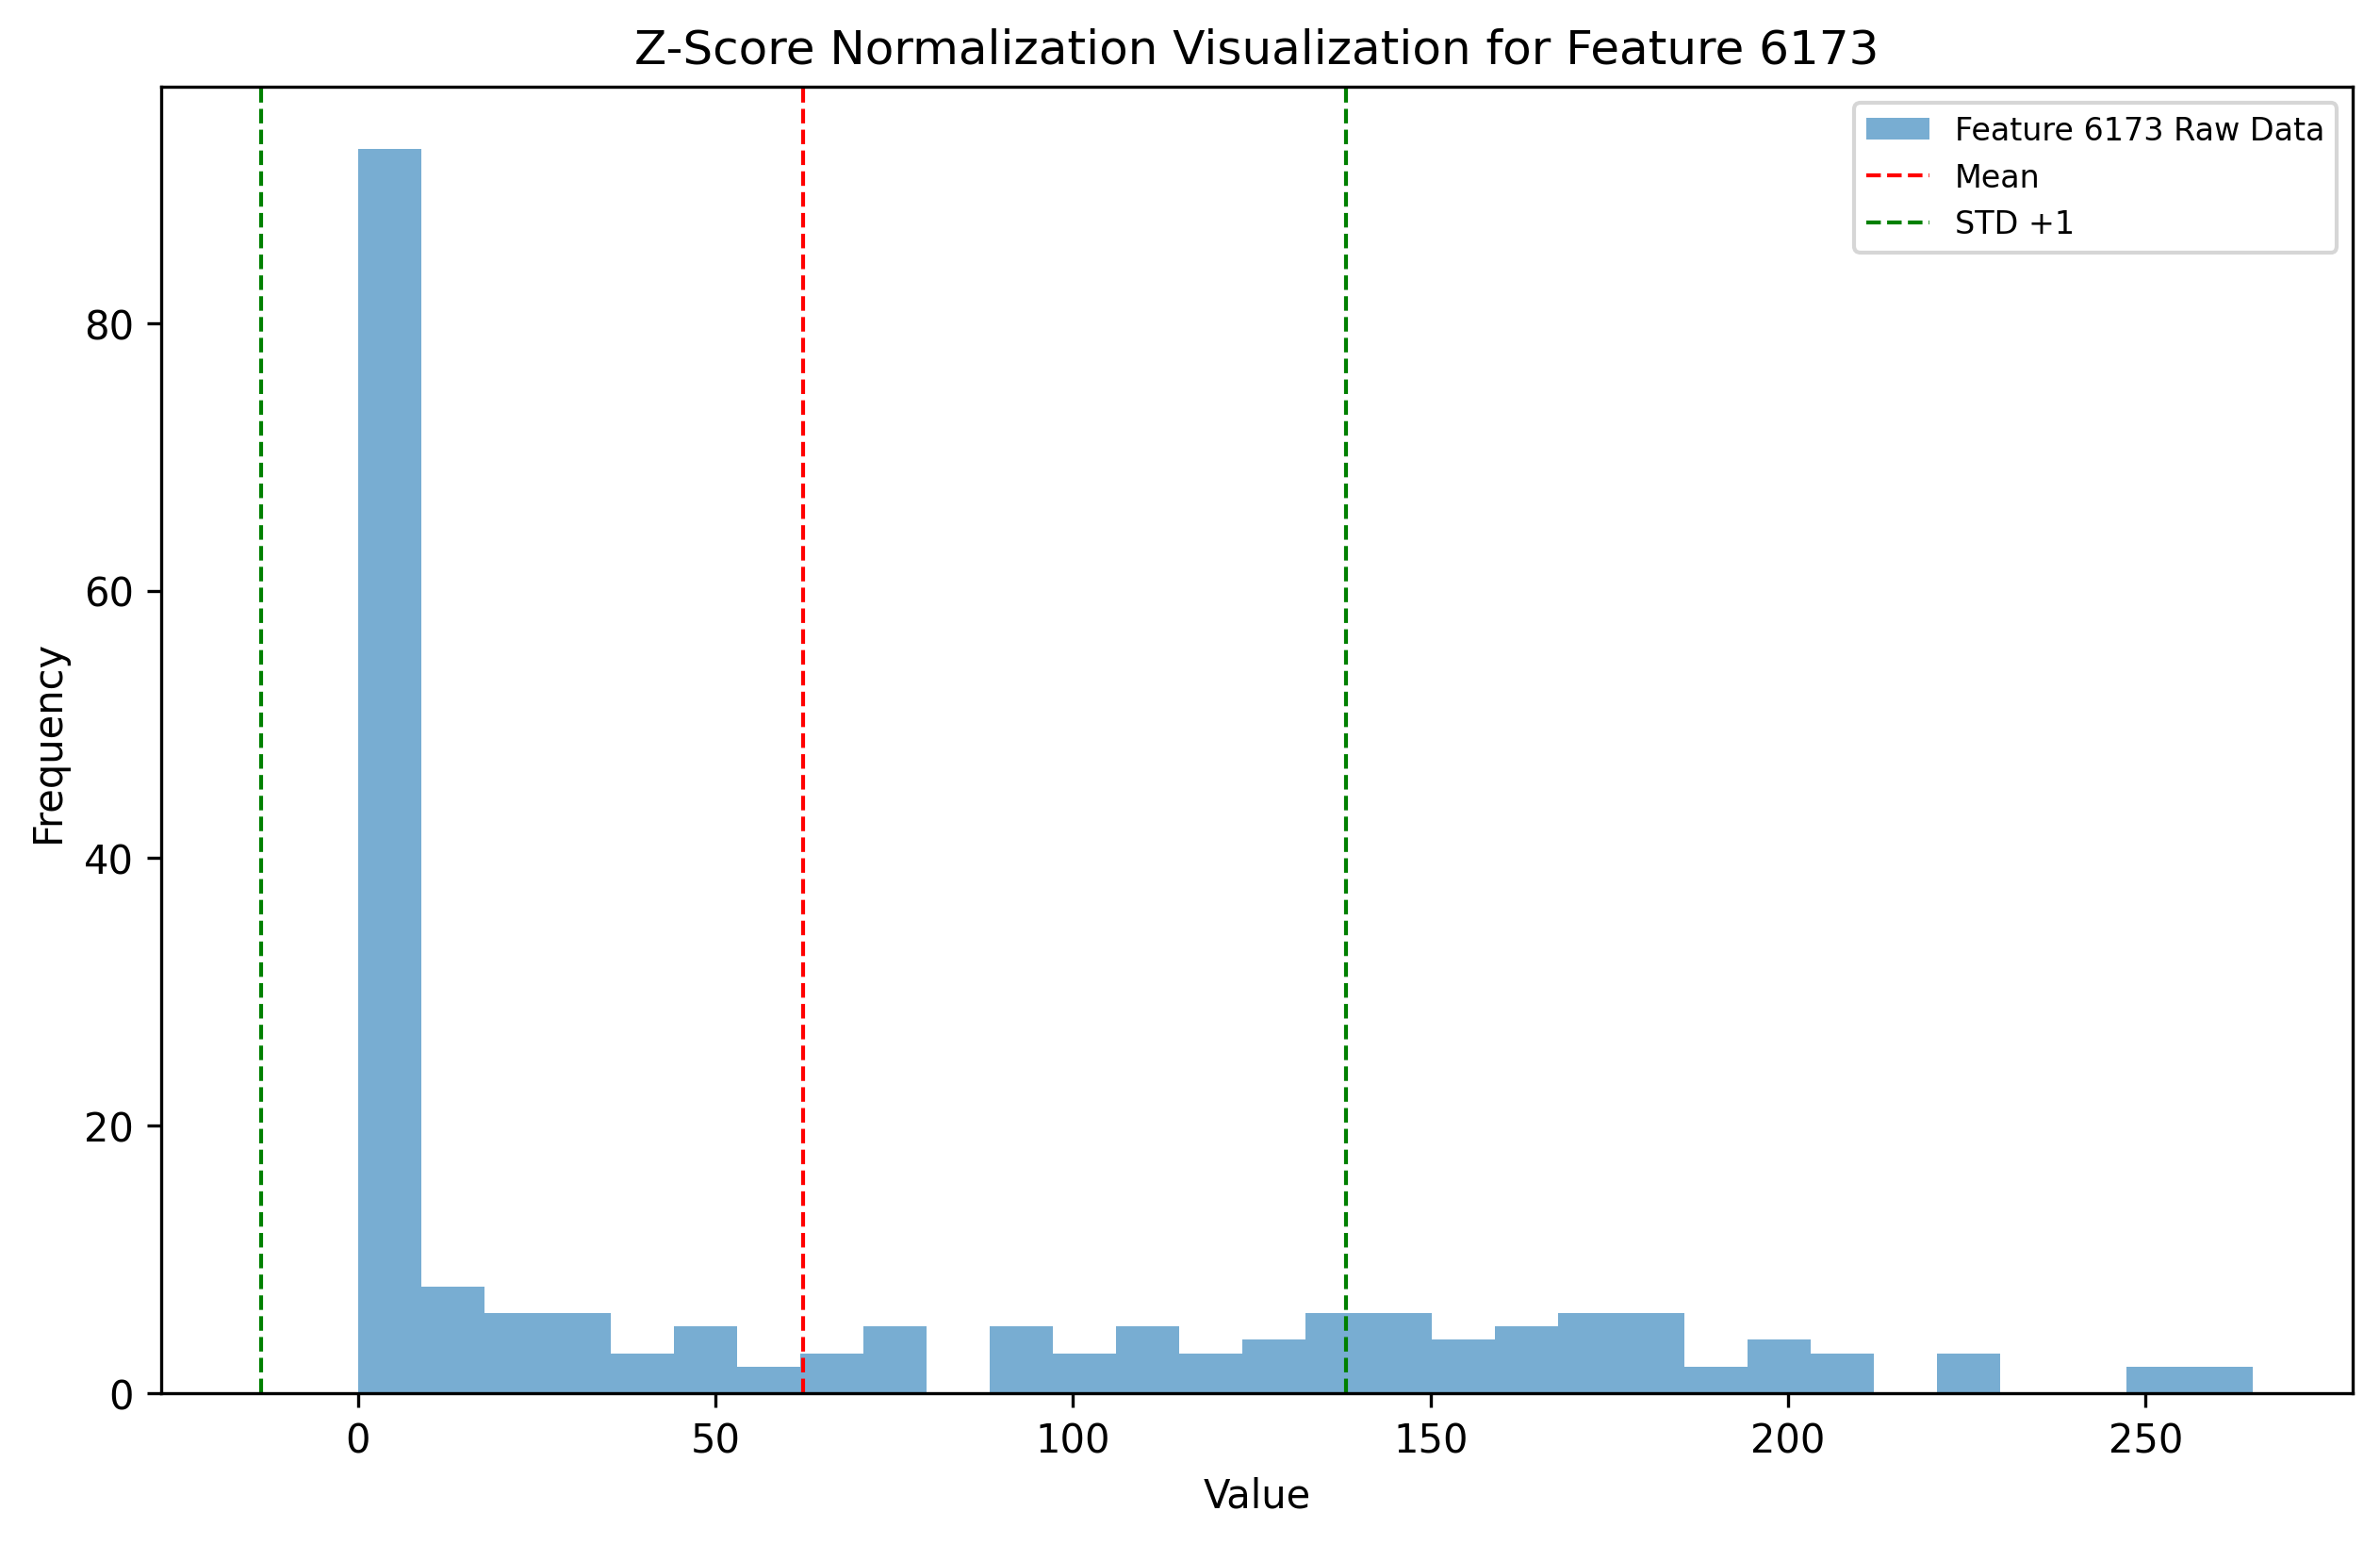 Z-Score Normalization Visualization for Feature 6173
Feature 6173 Raw Data
Mean
STD +1
80
60
40
20
0
Frequency
0 50 100 150 200 250
Value